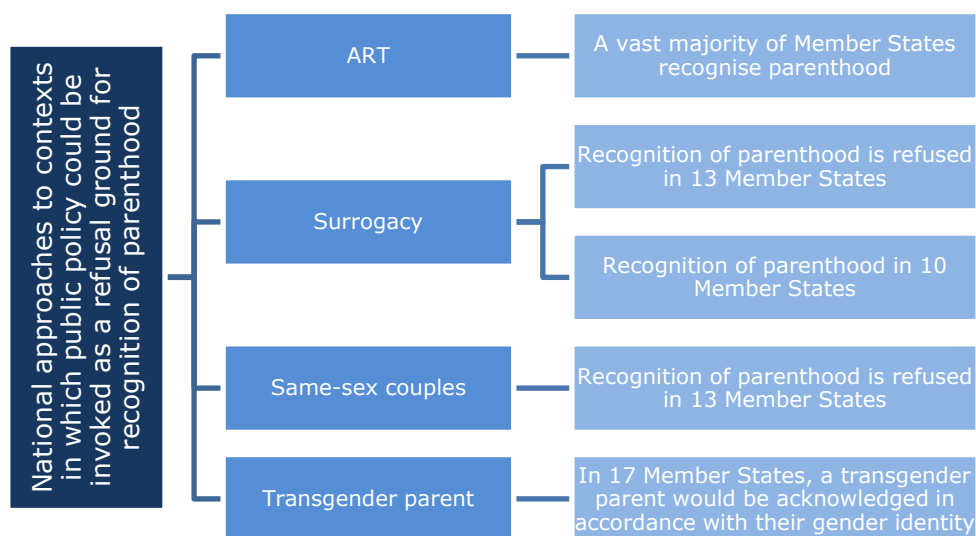 National approaches to contexts
in which public policy could be
invoked as a refusal ground for
recognition of parenthood
ART
A vast majority of Member States
recognise parenthood
Surrogacy
Recognition of parenthood is refused
in 13 Member States
Recognition of parenthood in 10
Member States
Same-sex couples
Recognition of parenthood is refused
in 13 Member States
Transgender parent
In 17 Member States, a transgender
parent would be acknowledged in
accordance with their gender identity